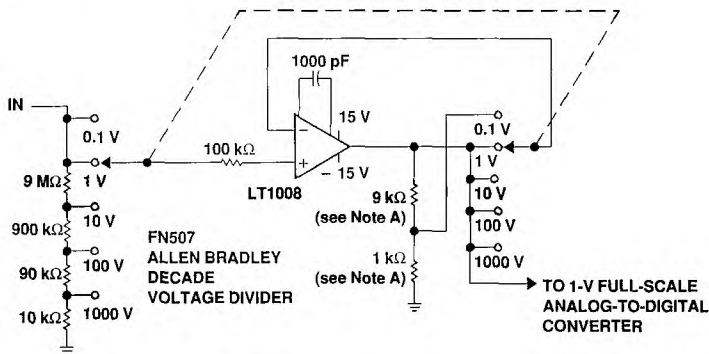 1000 pF
IN
0.1 V
1 V
9 MΩ
10 V
900 kΩ
100 V
90 kΩ
1000 V
10 kΩ
FN507
ALLEN BRADLEY
DECADE
VOLTAGE DIVIDER
100 kΩ
−
+
15 V
− 15 V
LT1008
9 kΩ
(see Note A)
1 kΩ
(see Note A)
0.1 V
1 V
10 V
100 V
1000 V
TO 1-V FULL-SCALE
ANALOG-TO-DIGITAL
CONVERTER